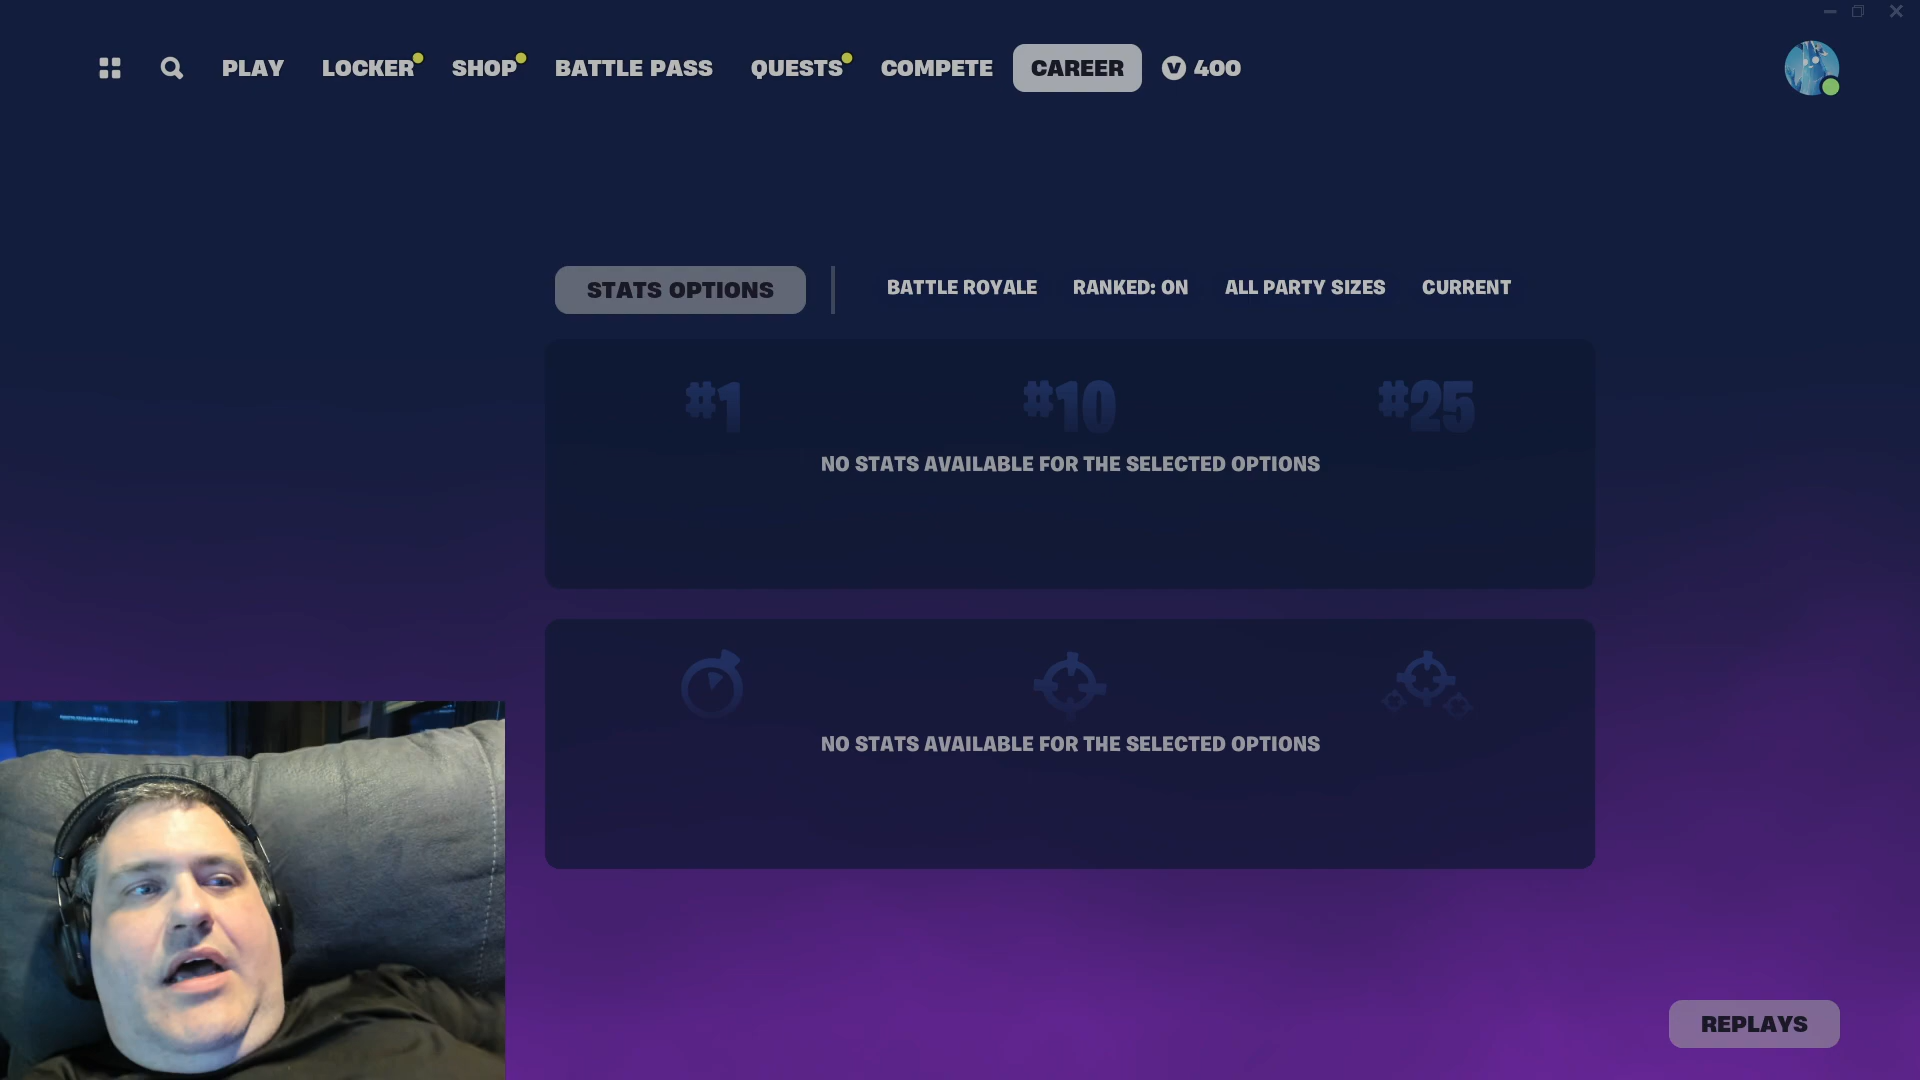 PLAY LOCKER SHOP BATTLE PASS QUESTS COMPETE CAREER V 400
STATS OPTIONS BATTLE ROYALE RANKED: ON ALL PARTY SIZES CURRENT
#1 #10 #25
NO STATS AVAILABLE FOR THE SELECTED OPTIONS
NO STATS AVAILABLE FOR THE SELECTED OPTIONS
REPLAYS